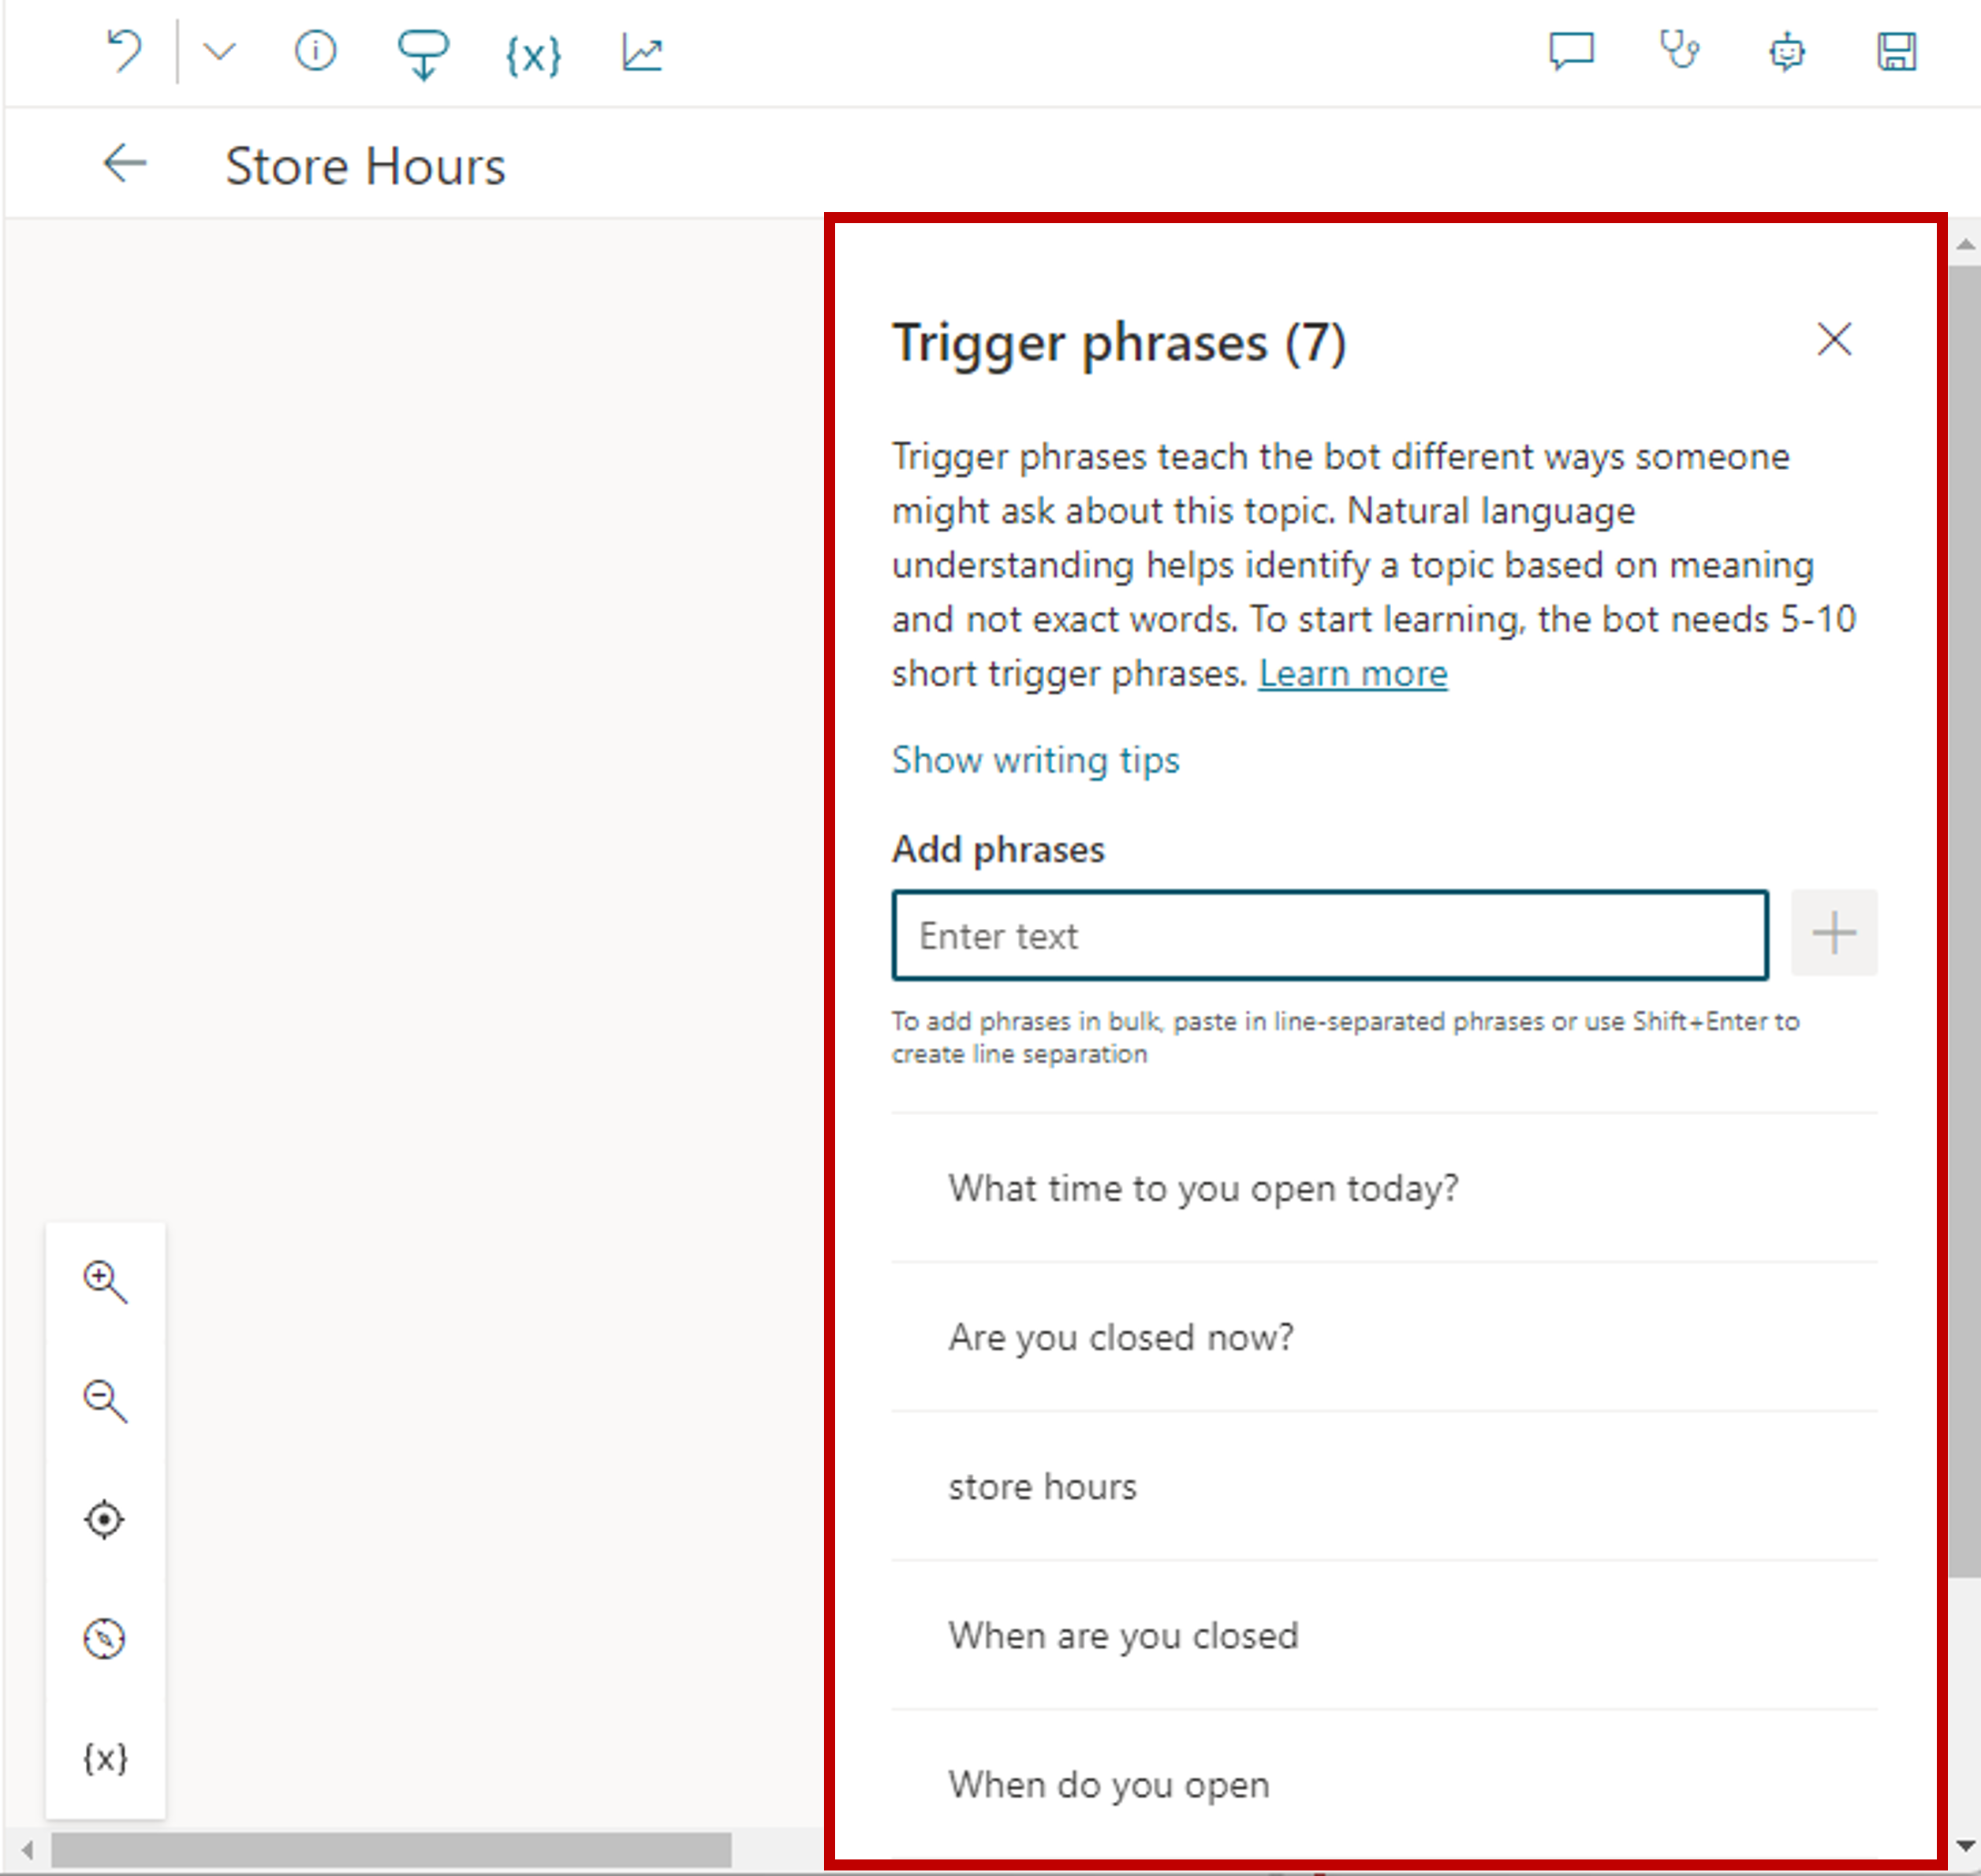 {x}
Store Hours
Trigger phrases (7)
Trigger phrases teach the bot different ways someone
might ask about this topic. Natural language
understanding helps identify a topic based on meaning
and not exact words. To start learning, the bot needs 5-10
short trigger phrases. Learn more
Show writing tips
Add phrases
Enter text
To add phrases in bulk, paste in line-separated phrases or use Shift+Enter to
create line separation
What time to you open today?
Are you closed now?
store hours
When are you closed
When do you open
{x}